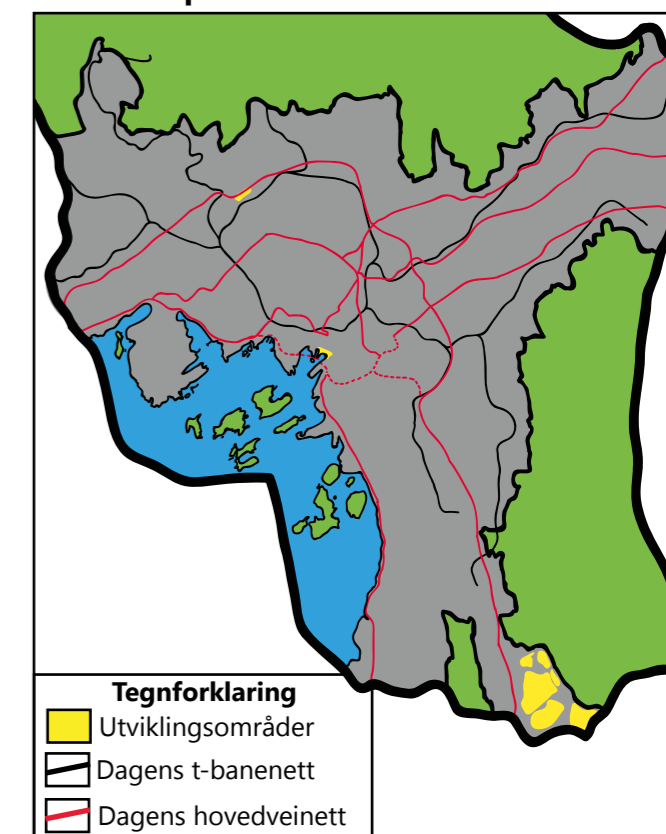 Tegnforklaring
Utviklingsområder
Dagens t-banenett
Dagens hovedveinett